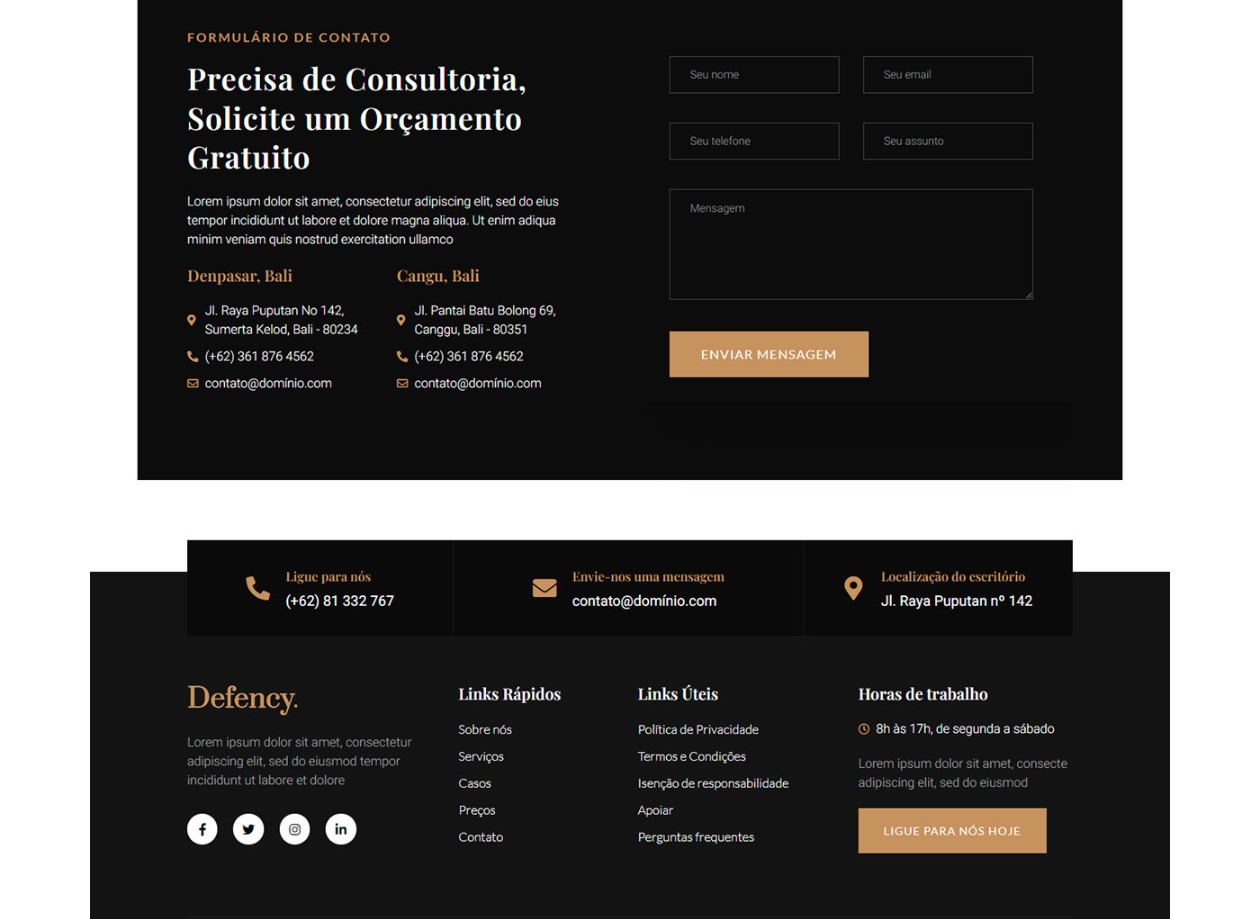 FORMULÁRIO DE CONTATO
Precisa de Consultoria,
Solicite um Orçamento
Gratuito
Lorem ipsum dolor sit amet, consectetur adipiscing elit, sed do eius
tempor incididunt ut labore et dolore magna aliqua. Ut enim adiqua
minim veniam quis nostrud exercitation ullamco
Denpasar, Bali
Jl. Raya Puputan No 142,
Sumerta Kelod, Bali - 80234
(+62) 361 876 4562
contato@domínio.com
Cangu, Bali
Jl. Pantai Batu Bolong 69,
Canggu, Bali - 80351
(+62) 361 876 4562
contato@domínio.com
Seu nome
Seu email
Seu telefone
Seu assunto
Mensagem
ENVIAR MENSAGEM
Ligue para nós
(+62) 81 332 767
Envie-nos uma mensagem
contato@domínio.com
Localização do escritório
Jl. Raya Puputan nº 142
Defency.
Lorem ipsum dolor sit amet, consectetur
adipiscing elit, sed do eiusmod tempor
incididunt ut labore et dolore
Links Rápidos
Sobre nós
Serviços
Casos
Preços
Contato
Links Úteis
Política de Privacidade
Termos e Condições
Isenção de responsabilidade
Apoiar
Perguntas frequentes
Horas de trabalho
8h às 17h, de segunda a sábado
Lorem ipsum dolor sit amet, consecte
adipiscing elit, sed do eiusmod
LIGUE PARA NÓS HOJE